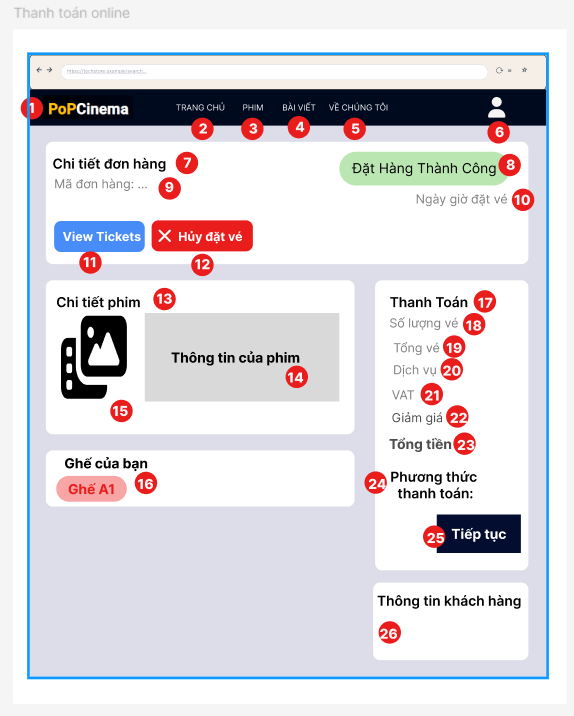 Thanh toán online
https://techstore.example/search...
1 PoPCinema
TRANG CHỦ PHIM BÀI VIẾT VỀ CHÚNG TÔI
2 3 4 5 6
Chi tiết đơn hàng 7
Đặt Hàng Thành Công 8
Mã đơn hàng: ... 9
Ngày giờ đặt vé 10
View Tickets
Hủy đặt vé
11 12
Chi tiết phim 13
Thông tin của phim
14
15
Ghế của bạn
Ghế A1 16
Thanh Toán 17
Số lượng vé 18
Tổng vé 19
Dịch vụ 20
VAT 21
Giảm giá 22
Tổng tiền 23
24 Phương thức
thanh toán:
25 Tiếp tục
Thông tin khách hàng
26